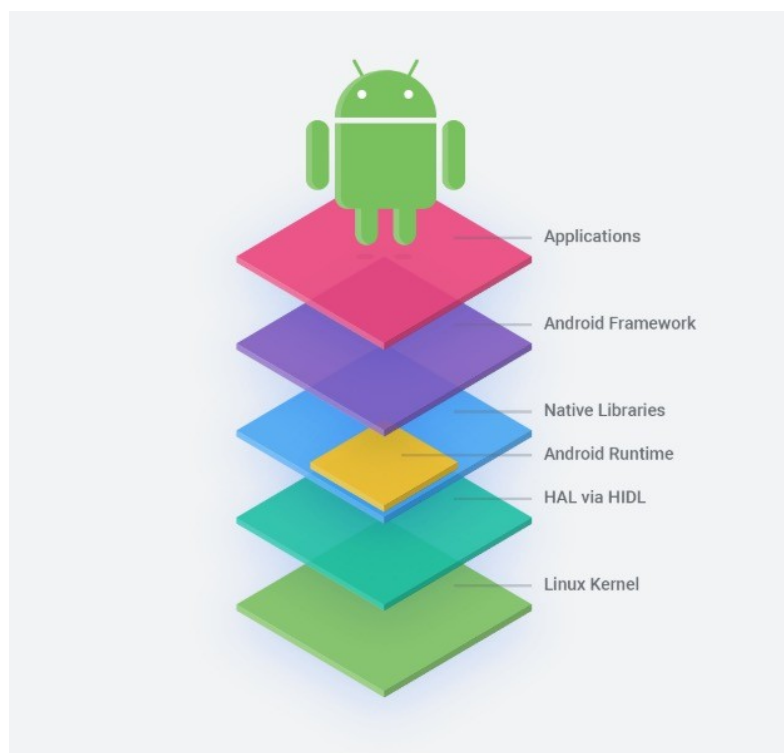 Applications
Android Framework
Native Libraries
Android Runtime
HAL via HIDL
Linux Kernel